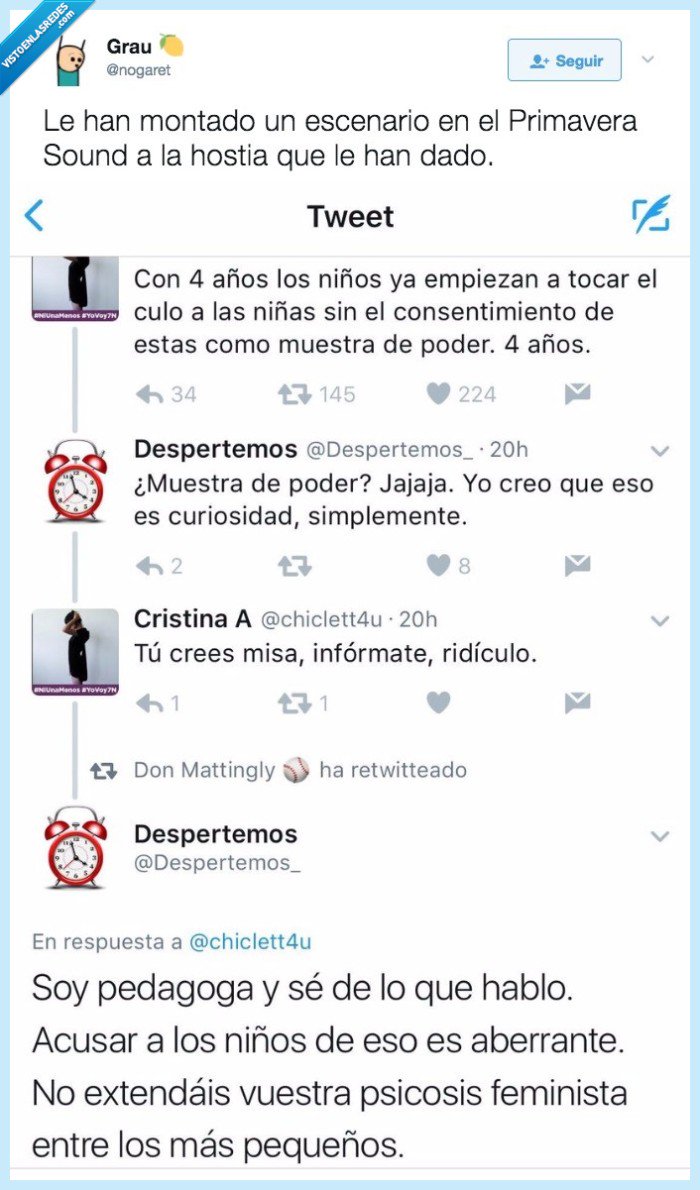 VISTOENLASREDES
.com
Grau
@nogaret
Seguir
Le han montado un escenario en el Primavera
Sound a la hostia que le han dado.
Tweet
#NiUnaMenos #YoVoy7N
Con 4 años los niños ya empiezan a tocar el
culo a las niñas sin el consentimiento de
estas como muestra de poder. 4 años.
34 145 224
Despertemos @Despertemos_ · 20h
¿Muestra de poder? Jajaja. Yo creo que eso
es curiosidad, simplemente.
2 8
Cristina A @chiclett4u · 20h
Tú crees misa, infórmate, ridículo.
#NiUnaMenos #YoVoy7N
1 1
Don Mattingly ha retwitteado
Despertemos
@Despertemos_
En respuesta a @chiclett4u
Soy pedagoga y sé de lo que hablo.
Acusar a los niños de eso es aberrante.
No extendáis vuestra psicosis feminista
entre los más pequeños.